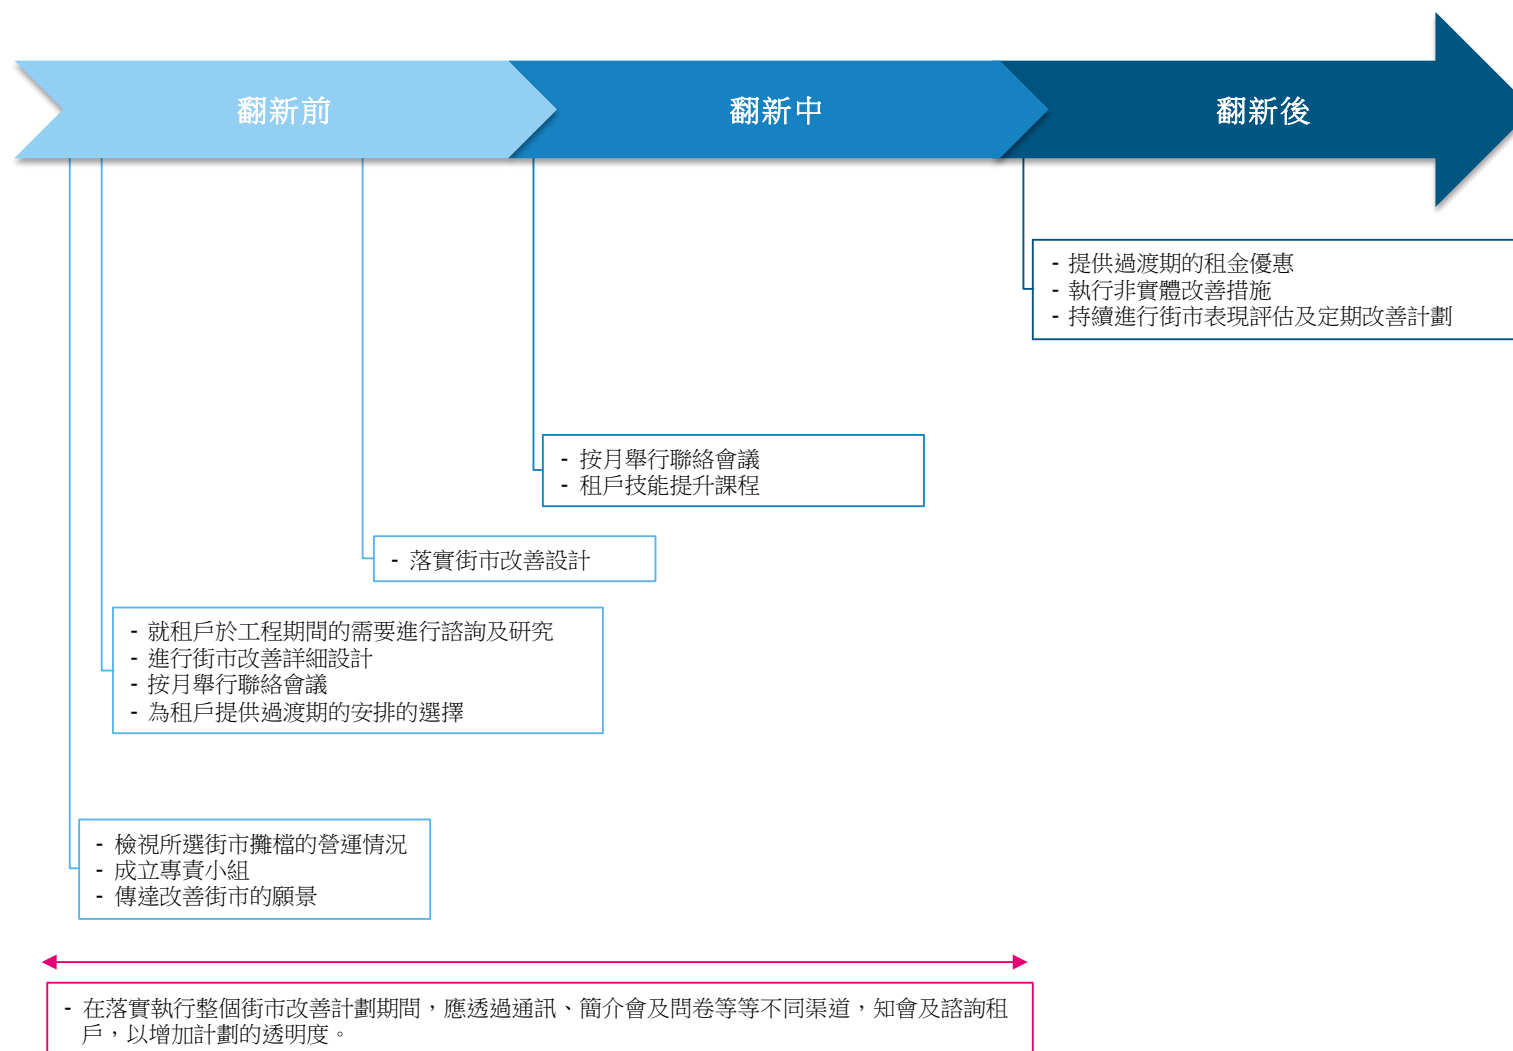 翻新前
翻新中
翻新後
- 提供過渡期的租金優惠
- 執行非實體改善措施
- 持續進行街市表現評估及定期改善計劃
- 按月舉行聯絡會議
- 租戶技能提升課程
- 落實街市改善設計
- 就租戶於工程期間的需要進行諮詢及研究
- 進行街市改善詳細設計
- 按月舉行聯絡會議
- 為租戶提供過渡期的安排的選擇
- 檢視所選街市攤檔的營運情況
- 成立專責小組
- 傳達改善街市的願景
- 在落實執行整個街市改善計劃期間，應透過通訊、簡介會及問卷等等不同渠道，知會及諮詢租
戶，以增加計劃的透明度。